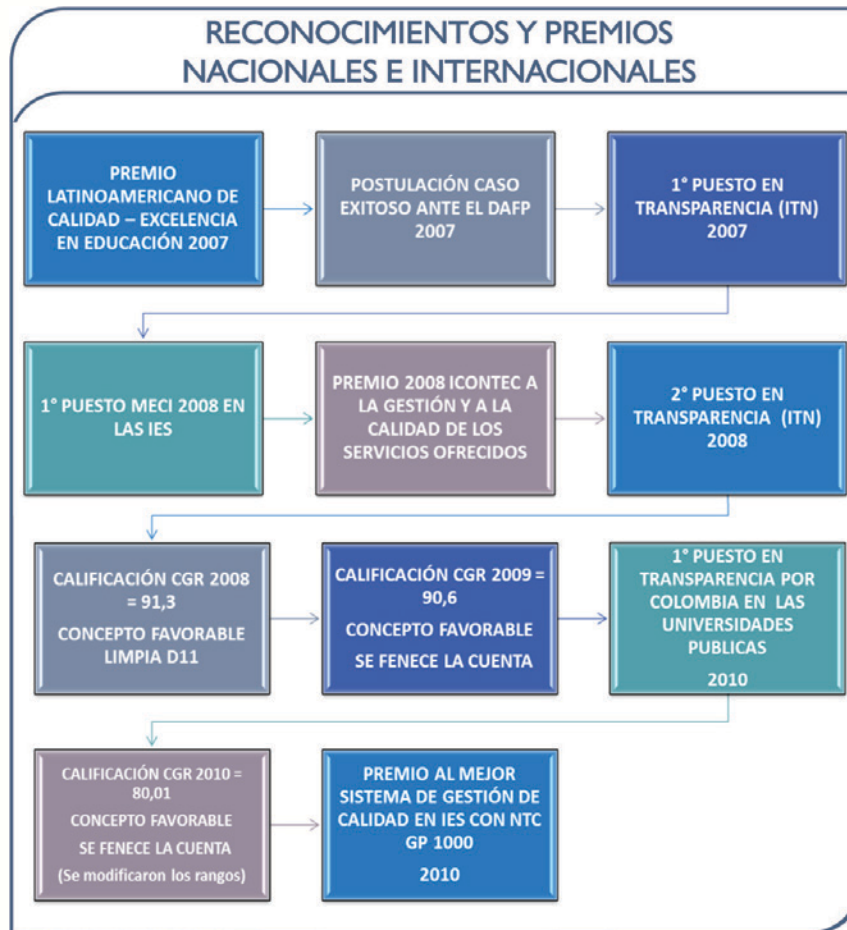 RECONOCIMIENTOS Y PREMIOS
NACIONALES E INTERNACIONALES
PREMIO
LATINOAMERICANO DE
CALIDAD – EXCELENCIA
EN EDUCACIÓN 2007
POSTULACIÓN CASO
EXITOSO ANTE EL DAFP
2007
1° PUESTO EN
TRANSPARENCIA (ITN)
2007
1° PUESTO MECI 2008 EN
LAS IES
PREMIO 2008 ICONTEC A
LA GESTIÓN Y A LA
CALIDAD DE LOS
SERVICIOS OFRECIDOS
2° PUESTO EN
TRANSPARENCIA (ITN)
2008
CALIFICACIÓN CGR 2008
= 91,3
CONCEPTO FAVORABLE
LIMPIA D11
CALIFICACIÓN CGR 2009 =
90,6
CONCEPTO FAVORABLE
SE FENECE LA CUENTA
1° PUESTO EN
TRANSPARENCIA POR
COLOMBIA EN LAS
UNIVERSIDADES
PUBLICAS
2010
CALIFICACIÓN CGR 2010 =
80,01
CONCEPTO FAVORABLE
SE FENECE LA CUENTA
(Se modificaron los rangos)
PREMIO AL MEJOR
SISTEMA DE GESTIÓN DE
CALIDAD EN IES CON NTC
GP 1000
2010